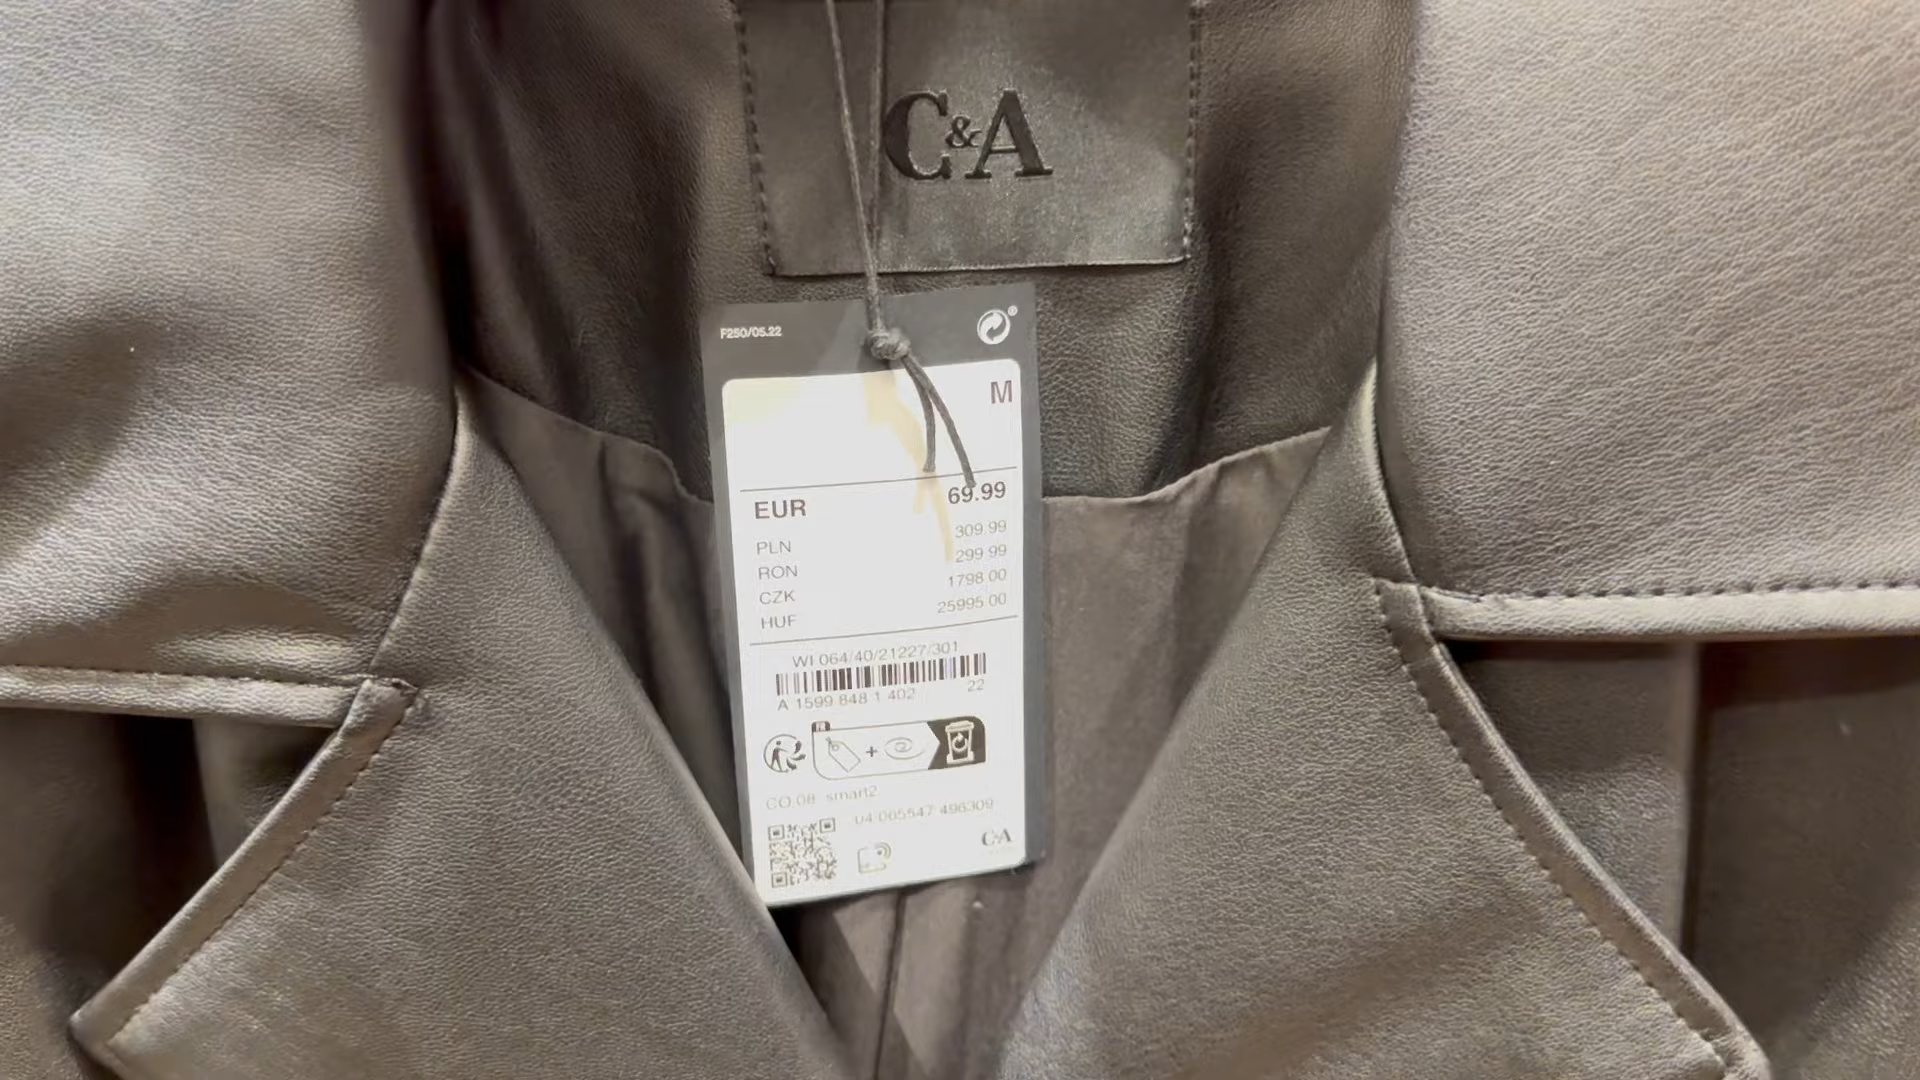 C&A
F250/05.22
M
EUR 69.99
PLN 309.99
RON 299.99
CZK 1798 00
HUF 25995 00
WI 064/40/21227/301
A 1599 848 1 402 22
FR
+
CO 08 smart2
04 065547 496309
C&A